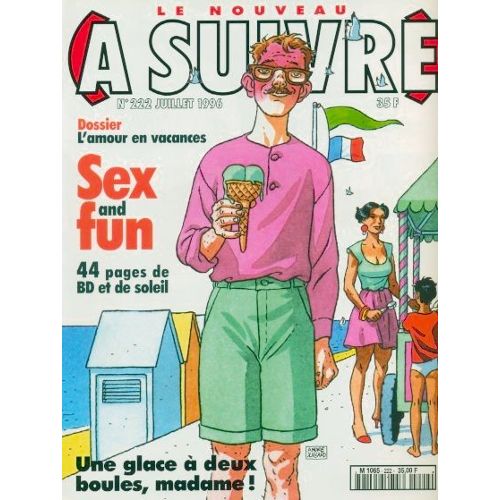 LE NOUVEAU
(A SUIVRE)
N° 222 JUILLET 1996
35 F
Dossier
L'amour en vacances
Sex
and
fun
44 pages de
BD et de soleil
ANDRÉ
JUILLARD
Une glace à deux
boules, madame !
M 1065 - 222 - 35,00 F